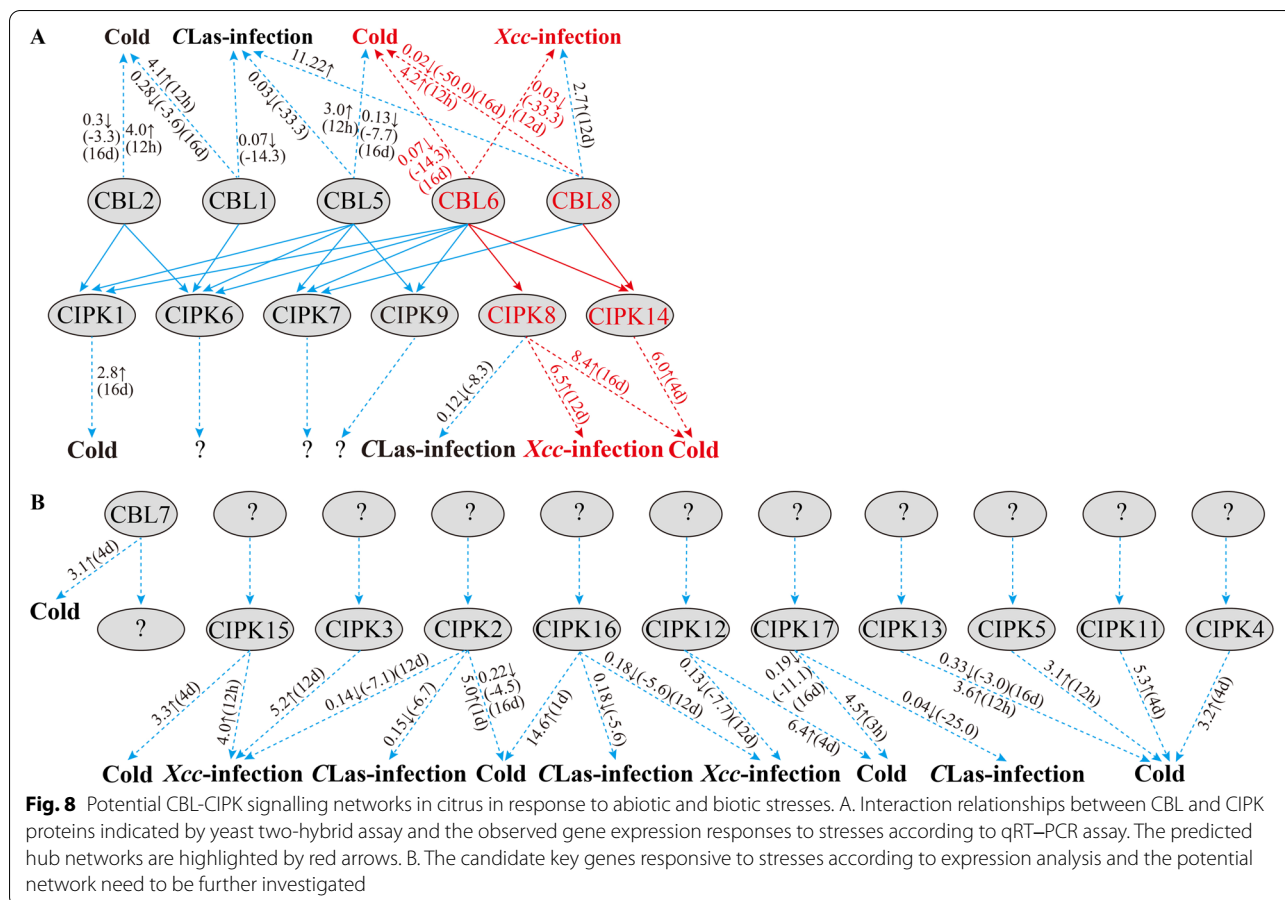 A
Cold
CLas-infection
Cold
Xcc-infection
0.3↓
(-3.3)
(16d)
4.0↑
(12h)
4.1↑(12h)
0.28↓(-3.6)(16d)
0.07↓
(-14.3)
0.03↓(-33.3)
11.22↑
3.0↑
(12h)
0.13↓
(-7.7)
(16d)
0.02↓(-50.0)(16d)
4.2↑(12h)
0.07↓
(-14.3)
(16d)
0.03↓
(-33.3)
(12d)
2.7↑(12d)
CBL2
CBL1
CBL5
CBL6
CBL8
CIPK1
CIPK6
CIPK7
CIPK9
CIPK8
CIPK14
2.8↑
(16d)
0.12↓(-8.3)
6.5↑(12d)
8.4↑(16d)
6.0↑(4d)
Cold
?
?
?
CLas-infection
Xcc-infection
Cold
B
CBL7
?
?
?
?
?
?
?
?
?
?
3.1↑(4d)
Cold
?
CIPK15
CIPK3
CIPK2
CIPK16
CIPK12
CIPK17
CIPK13
CIPK5
CIPK11
CIPK4
3.3↑(4d)
4.0↑(12h)
5.2↑(12d)
0.14↓(-7.1)(12d)
0.15↓(-6.7)
0.22↓
(-4.5)
(16d)
5.0↑(1d)
14.6↑(1d)
0.18↓(-5.6)
0.18↓(-5.6)(12d)
0.13↓(-7.7)(12d)
6.4↑(4d)
0.19↓
(-11.1)
(16d)
4.5↑(3h)
0.04↓(-25.0)
0.33↓(-3.0)(16d)
3.6↑(12h)
3.1↑(12h)
5.3↑(4d)
3.2↑(4d)
Cold
Xcc-infection
CLas-infection
Cold
CLas-infection
Xcc-infection
Cold
CLas-infection
Cold
Fig. 8 Potential CBL-CIPK signalling networks in citrus in response to abiotic and biotic stresses. A. Interaction relationships between CBL and CIPK
proteins indicated by yeast two-hybrid assay and the observed gene expression responses to stresses according to qRT–PCR assay. The predicted
hub networks are highlighted by red arrows. B. The candidate key genes responsive to stresses according to expression analysis and the potential
network need to be further investigated